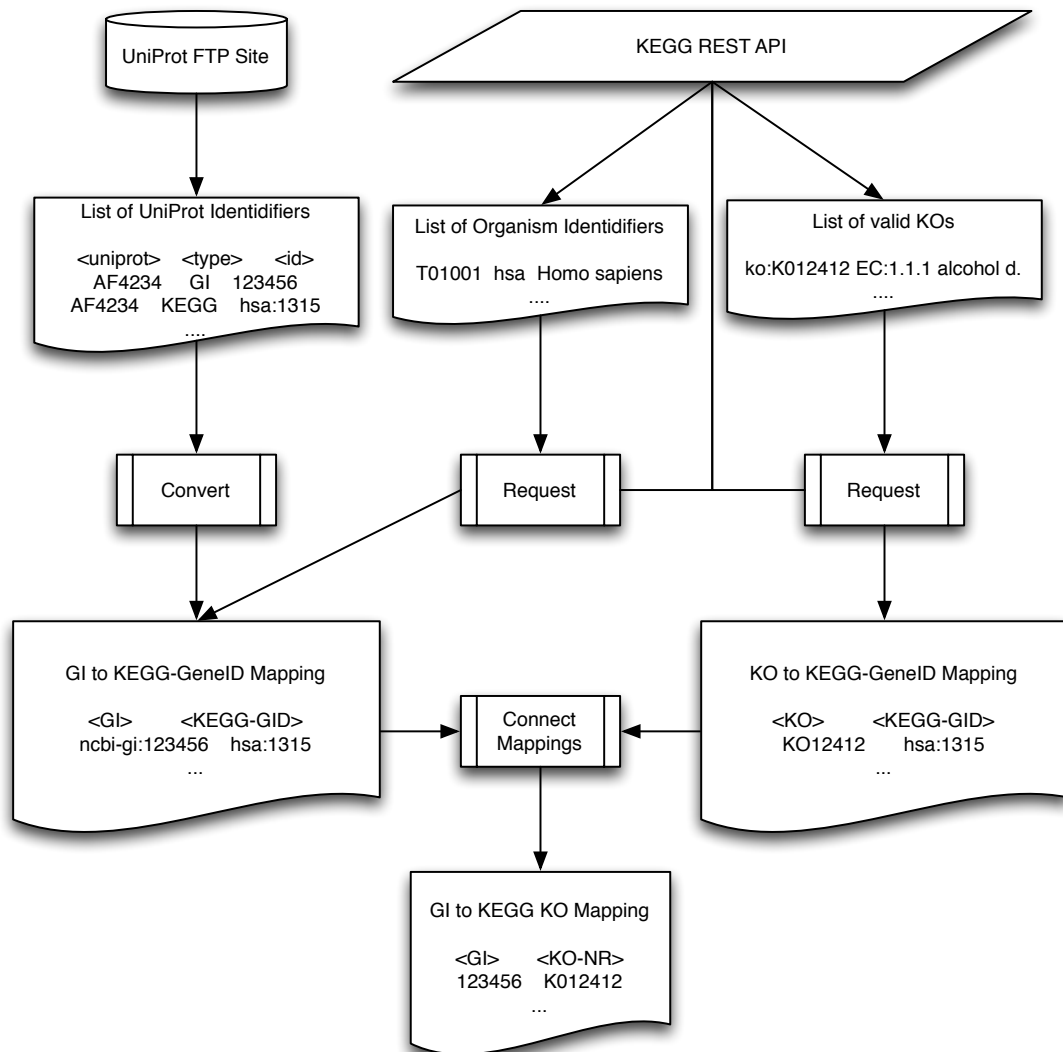 UniProt FTP Site
KEGG REST API
List of UniProt Identidifiers
<uniprot> <type> <id>
AF4234 GI 123456
AF4234 KEGG hsa:1315
....
List of Organism Identidifiers
T01001 hsa Homo sapiens
....
List of valid KOs
ko:K012412 EC:1.1.1 alcohol d.
....
Convert
Request
Request
GI to KEGG-GeneID Mapping
<GI> <KEGG-GID>
ncbi-gi:123456 hsa:1315
...
Connect
Mappings
KO to KEGG-GeneID Mapping
<KO> <KEGG-GID>
KO12412 hsa:1315
...
GI to KEGG KO Mapping
<GI> <KO-NR>
123456 K012412
...